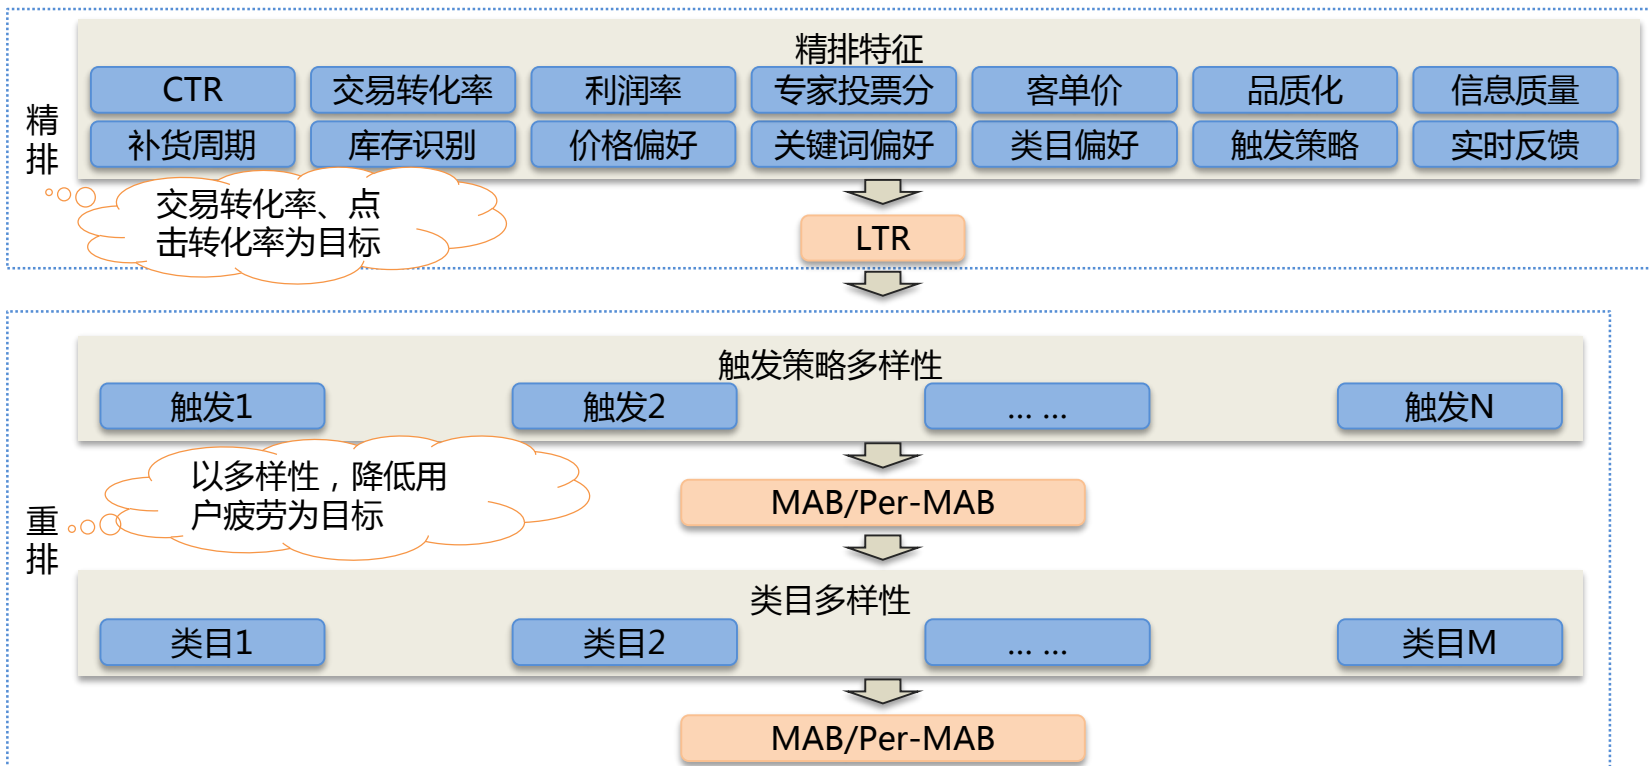 精排特征
CTR
交易转化率
利润率
专家投票分
客单价
品质化
信息质量
补货周期
库存识别
价格偏好
关键词偏好
类目偏好
触发策略
实时反馈
精
排
交易转化率、点
击转化率为目标
LTR
触发策略多样性
触发1
触发2
... ...
触发N
以多样性，降低用
户疲劳为目标
MAB/Per-MAB
重
排
类目多样性
类目1
类目2
... ...
类目M
MAB/Per-MAB